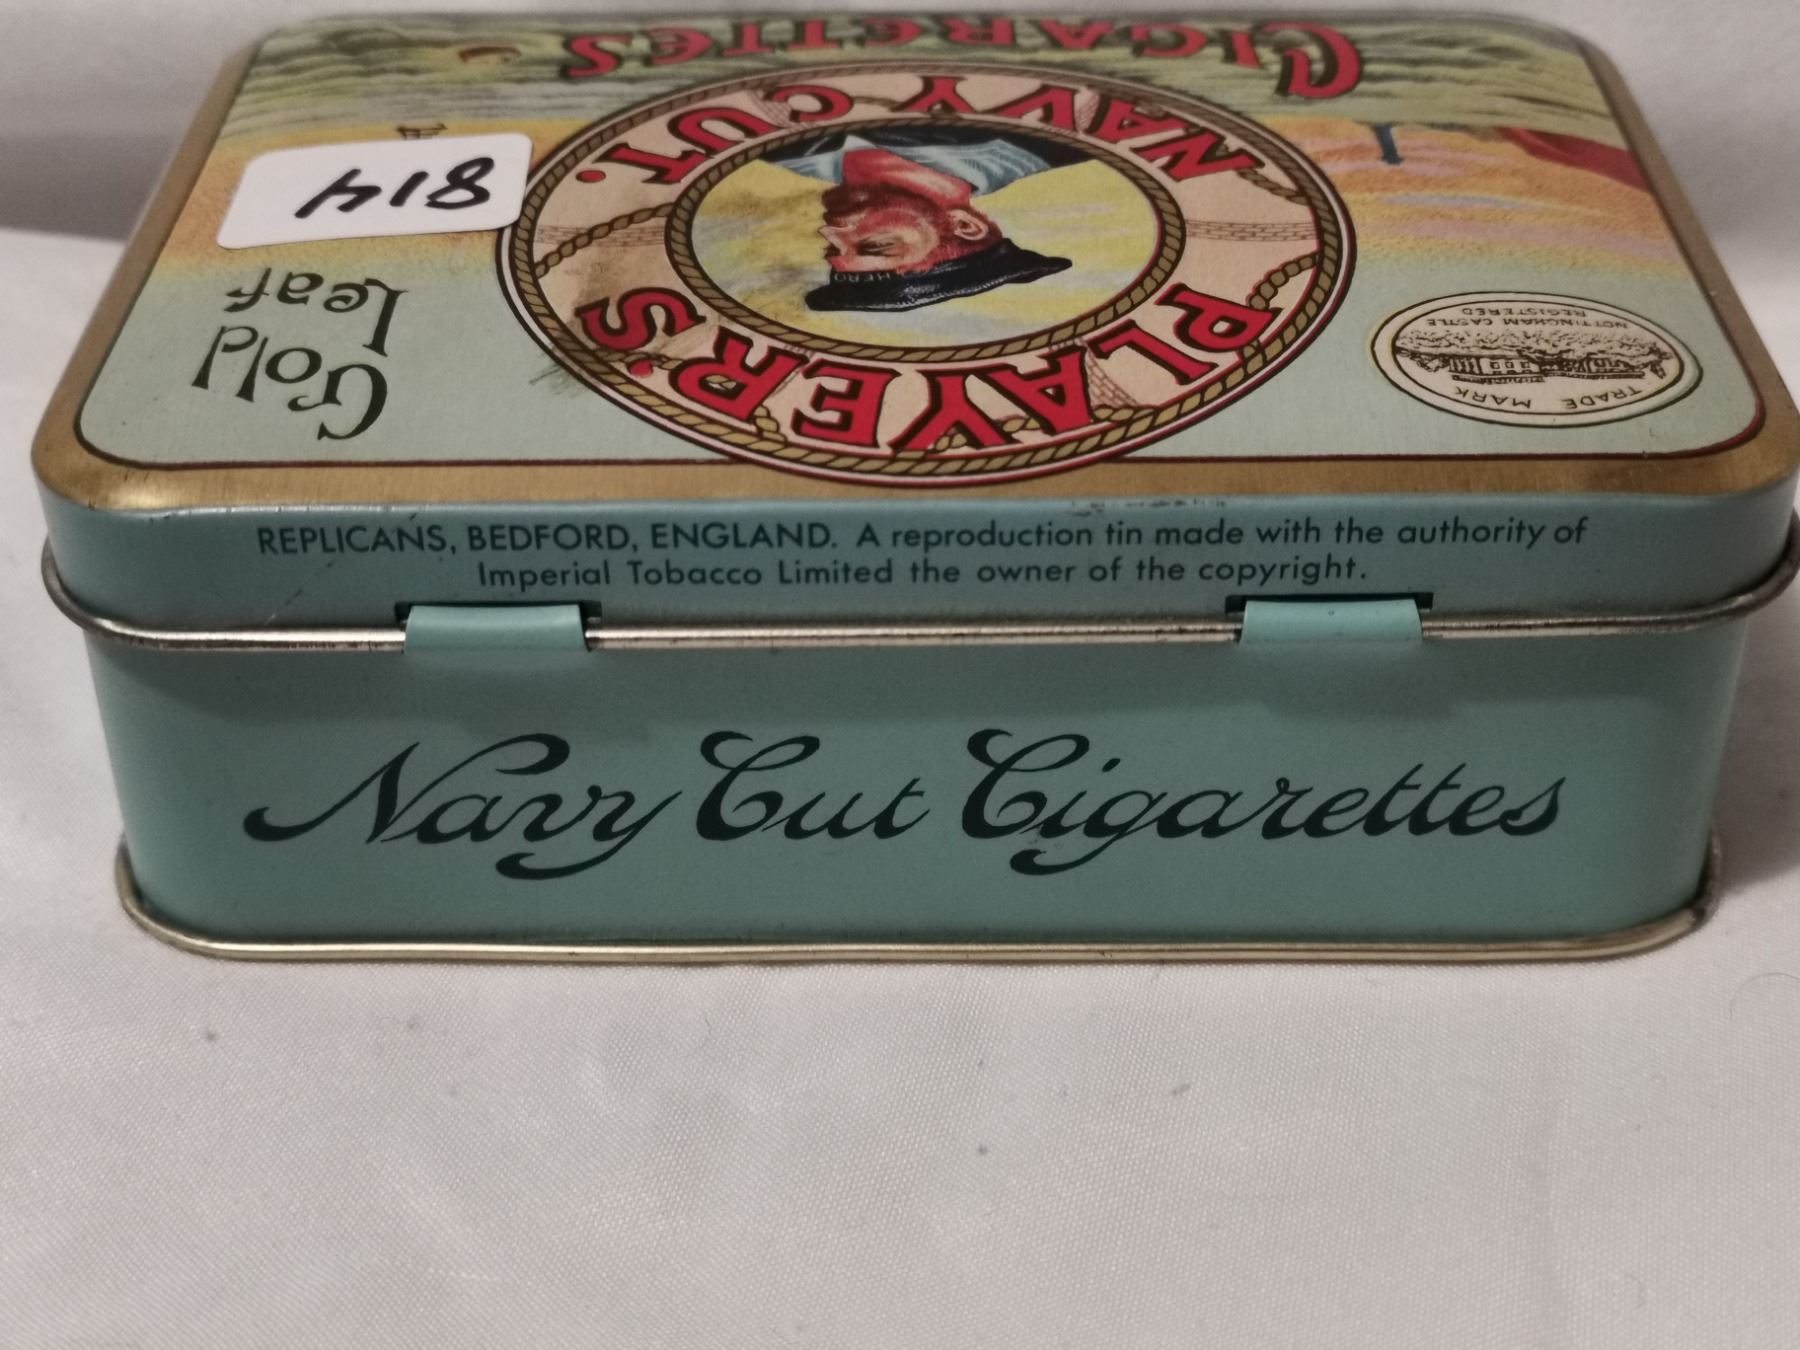 TRADE MARK
NOTTINGHAM CASTLE
REGISTERED
PLAYER'S
NAVY CUT.
HERO
Gold
Leaf
814
CIGARETTES
REPLICANS, BEDFORD, ENGLAND. A reproduction tin made with the authority of
Imperial Tobacco Limited the owner of the copyright.
Navy Cut Cigarettes